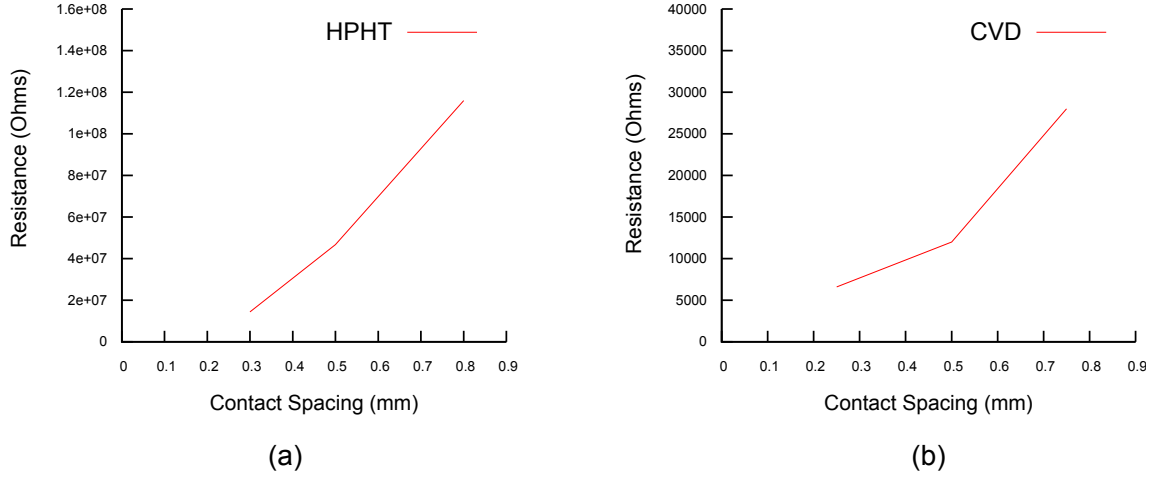 HPHT
Resistance (Ohms)
1.6e+08
1.4e+08
1.2e+08
1e+08
8e+07
6e+07
4e+07
2e+07
0
0 0.1 0.2 0.3 0.4 0.5 0.6 0.7 0.8 0.9
Contact Spacing (mm)
(a)
CVD
Resistance (Ohms)
40000
35000
30000
25000
20000
15000
10000
5000
0
0 0.1 0.2 0.3 0.4 0.5 0.6 0.7 0.8 0.9
Contact Spacing (mm)
(b)